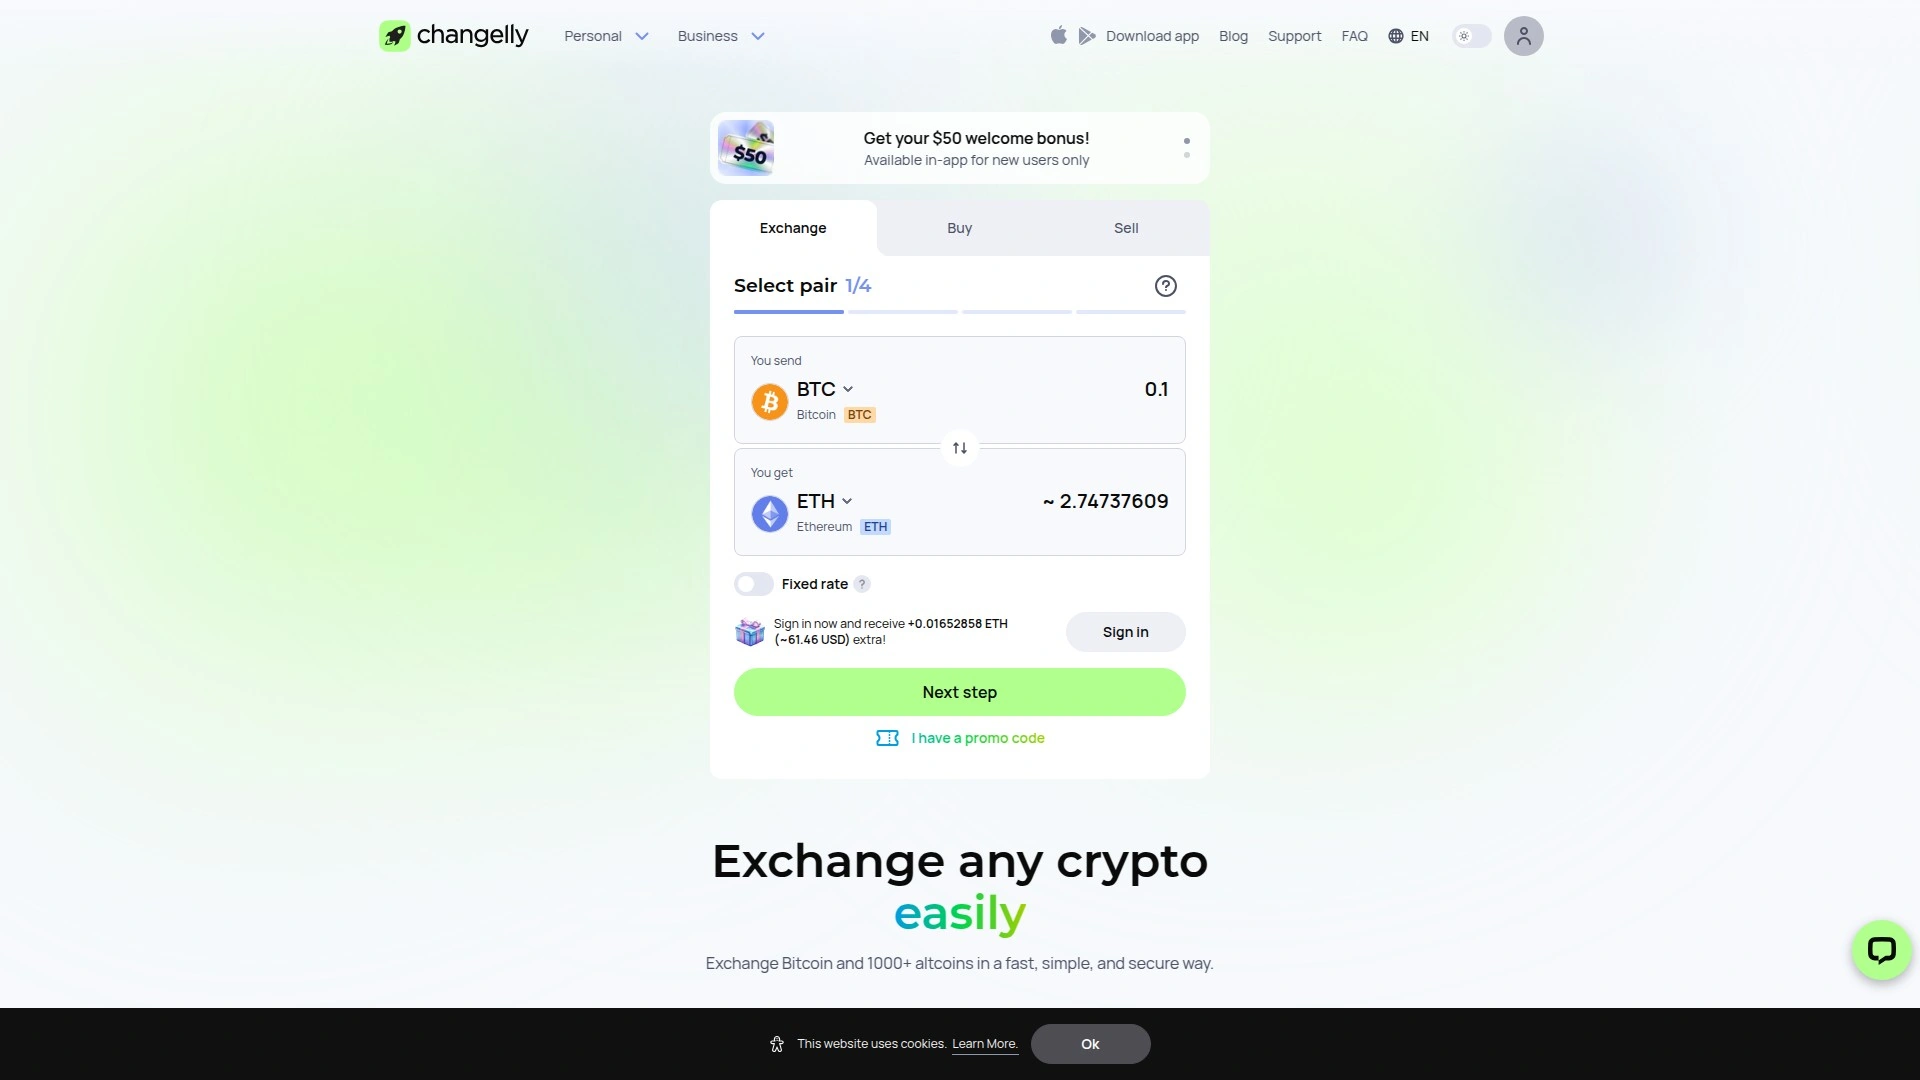 changelly
Personal
Business
Download app
Blog
Support
FAQ
EN
$50
Get your $50 welcome bonus!
Available in-app for new users only
Exchange
Buy
Sell
Select pair 1/4
?
You send
BTC
0.1
Bitcoin BTC
You get
ETH
~ 2.74737609
Ethereum ETH
Fixed rate ?
Sign in now and receive +0.01652858 ETH
(~61.46 USD) extra!
Sign in
Next step
I have a promo code
Exchange any crypto
easily
Exchange Bitcoin and 1000+ altcoins in a fast, simple, and secure way.
This website uses cookies. Learn More.
Ok